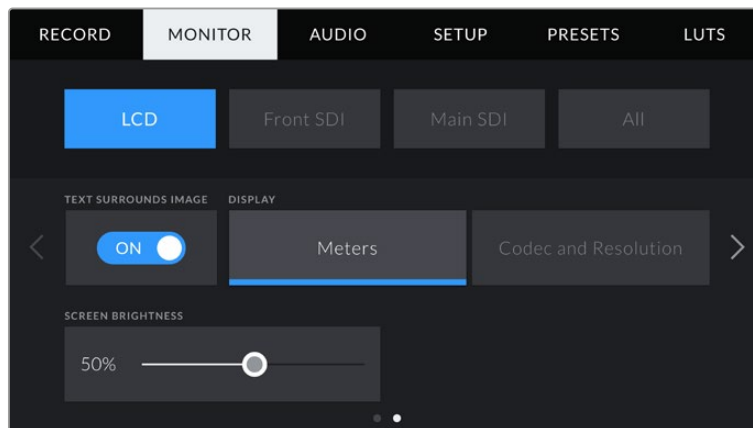 RECORD MONITOR AUDIO SETUP PRESETS LUTS
LCD Front SDI Main SDI All
TEXT SURROUNDS IMAGE DISPLAY
ON Meters Codec and Resolution
SCREEN BRIGHTNESS
50%